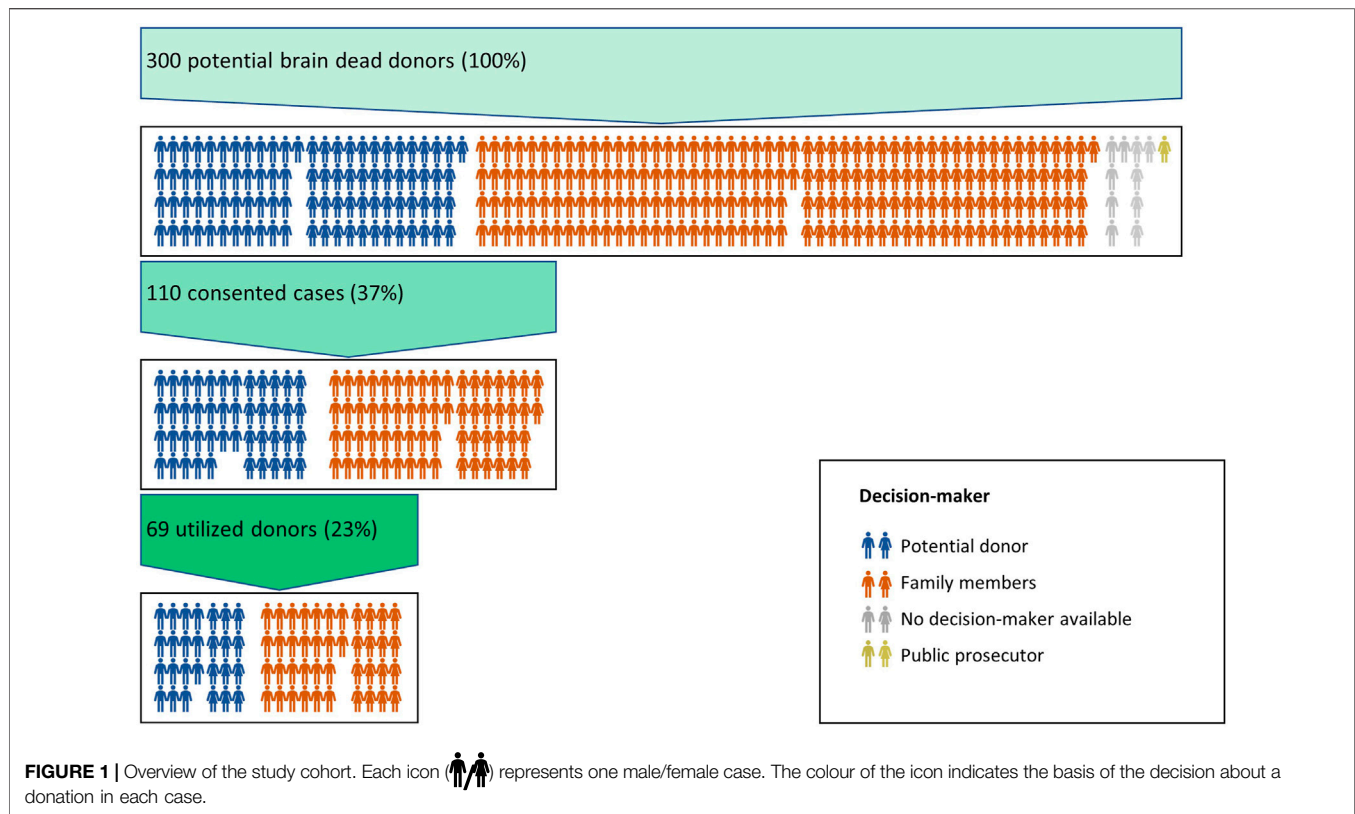 300 potential brain dead donors (100%)
110 consented cases (37%)
69 utilized donors (23%)
Decision-maker
Potential donor
Family members
No decision-maker available
Public prosecutor
FIGURE 1 | Overview of the study cohort. Each icon ( / ) represents one male/female case. The colour of the icon indicates the basis of the decision about a
donation in each case.